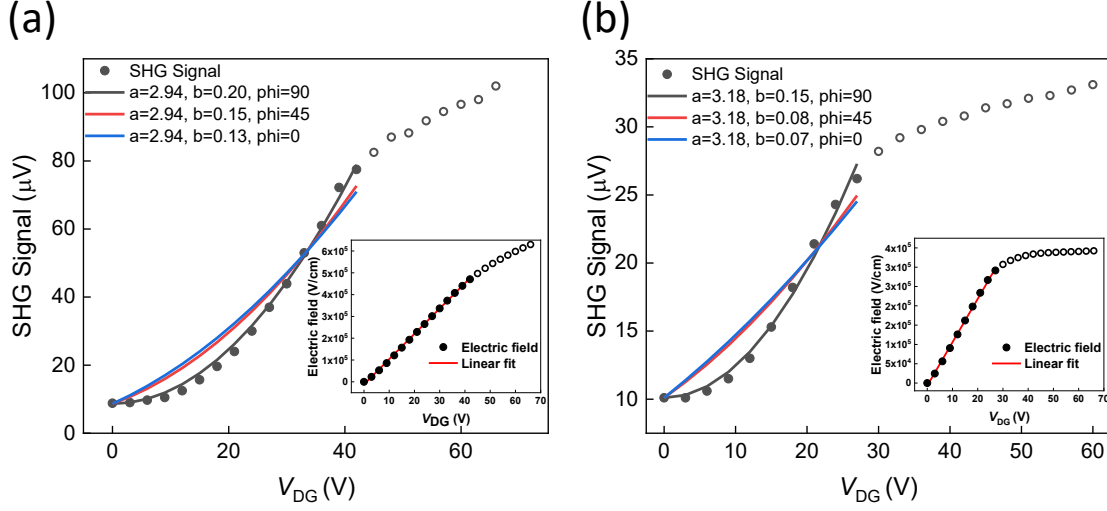 (a)
SHG Signal
a=2.94, b=0.20, phi=90
a=2.94, b=0.15, phi=45
a=2.94, b=0.13, phi=0
100
80
60
40
20
0
SHG Signal (μV)
0 20 40 60
VDG (V)
6x10⁵
5x10⁵
4x10⁵
3x10⁵
2x10⁵
1x10⁵
0
Electric field (V/cm)
Electric field
Linear fit
0 10 20 30 40 50 60 70
VDG (V)
(b)
SHG Signal
a=3.18, b=0.15, phi=90
a=3.18, b=0.08, phi=45
a=3.18, b=0.07, phi=0
35
30
25
20
15
10
SHG Signal (μV)
0 10 20 30 40 50 60
VDG (V)
4x10⁵
3x10⁵
3x10⁵
2x10⁵
2x10⁵
1x10⁵
1x10⁵
5x10⁴
0
Electric field (V/cm)
Electric field
Linear fit
0 10 20 30 40 50 60 70
VDG (V)